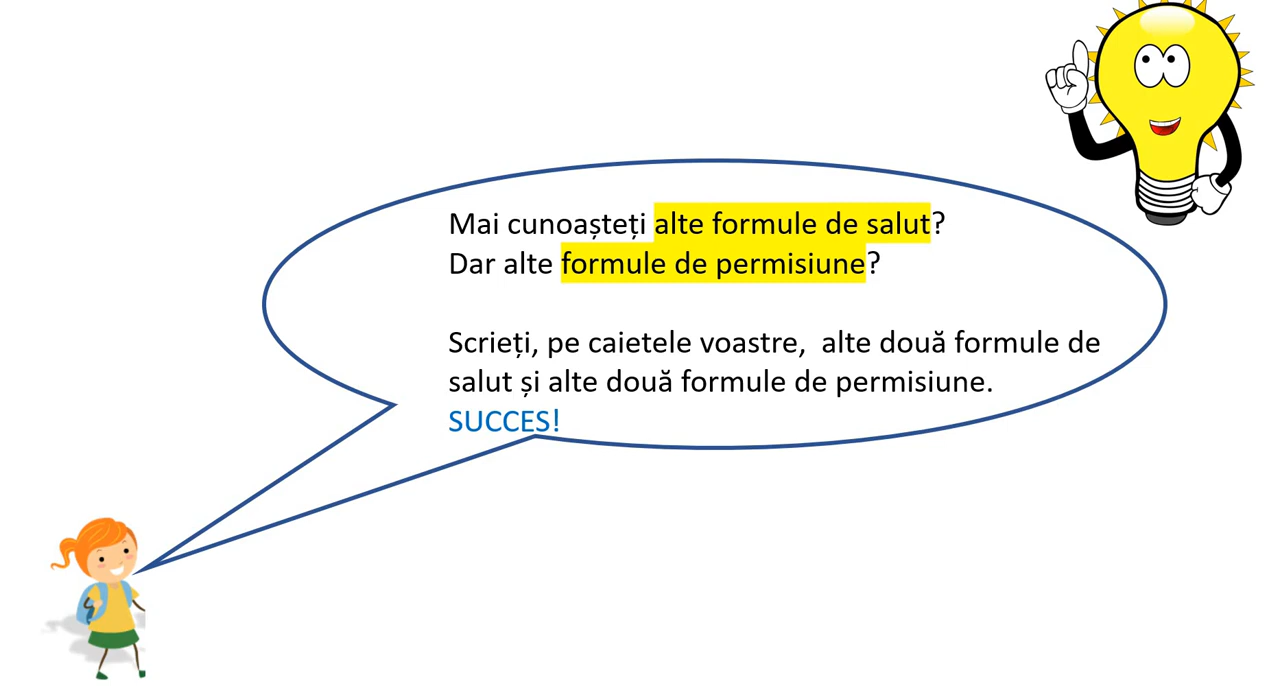 Mai cunoașteți alte formule de salut?
Dar alte formule de permisiune?
Scrieți, pe caietele voastre,  alte două formule de
salut și alte două formule de permisiune.
SUCCES!